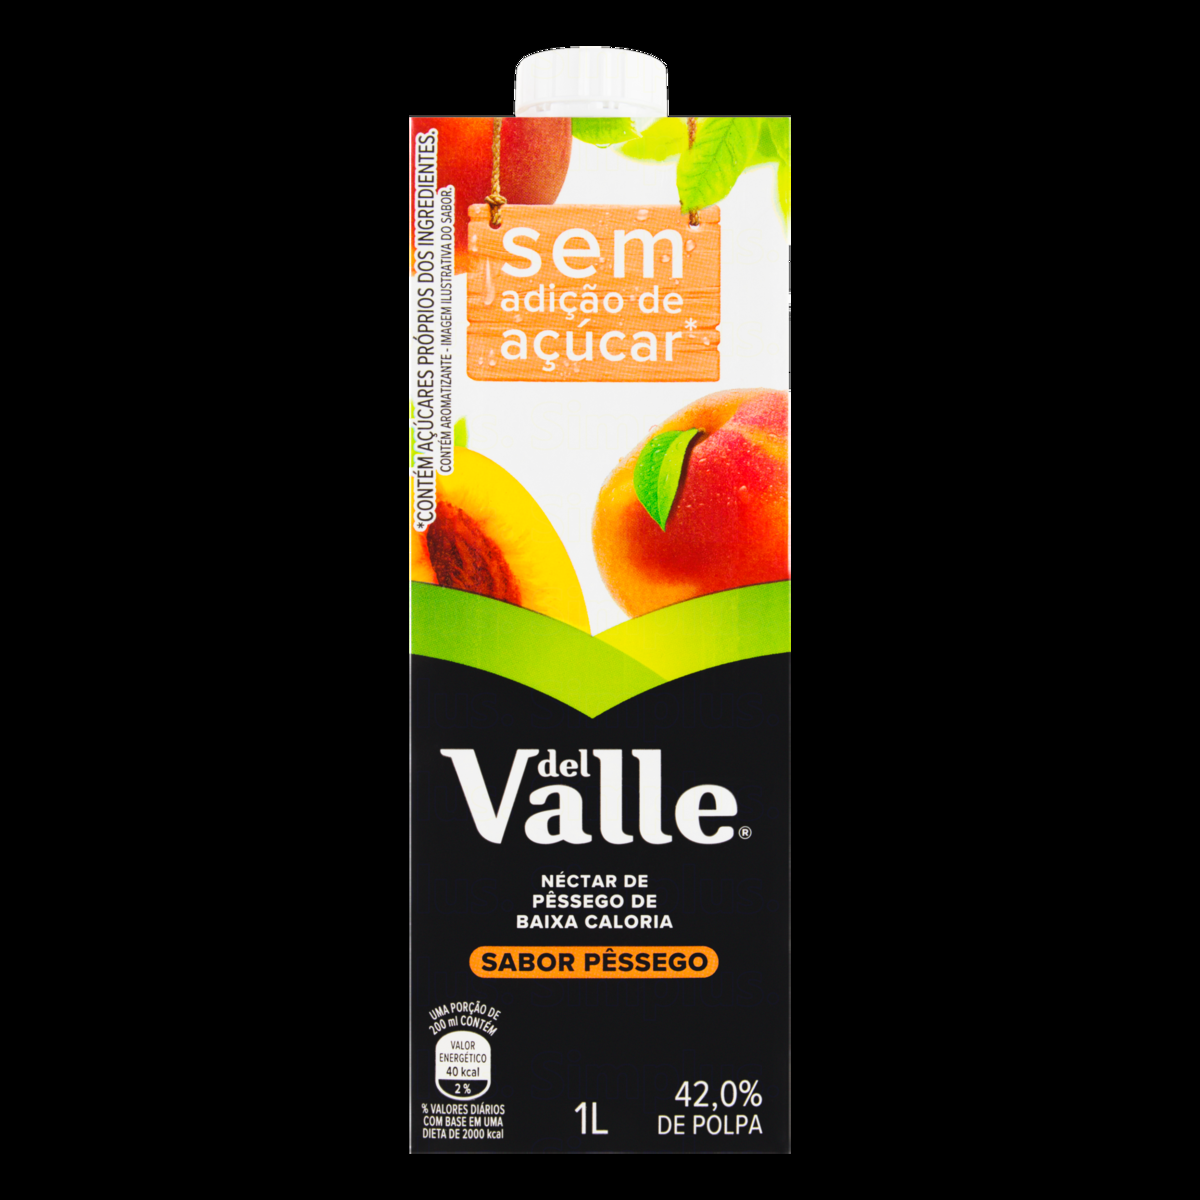 *CONTÉM AÇÚCARES PRÓPRIOS DOS INGREDIENTES.
CONTÉM AROMATIZANTE - IMAGEM ILUSTRATIVA DO SABOR.
sem
adição de
açúcar*
del
Valle®
NÉCTAR DE
PÊSSEGO DE
BAIXA CALORIA
SABOR PÊSSEGO
UMA PORÇÃO DE
200 ml CONTÉM
VALOR
ENERGÉTICO
40 kcal
2%
% VALORES DIÁRIOS
COM BASE EM UMA
DIETA DE 2000 kcal
1L
42,0%
DE POLPA